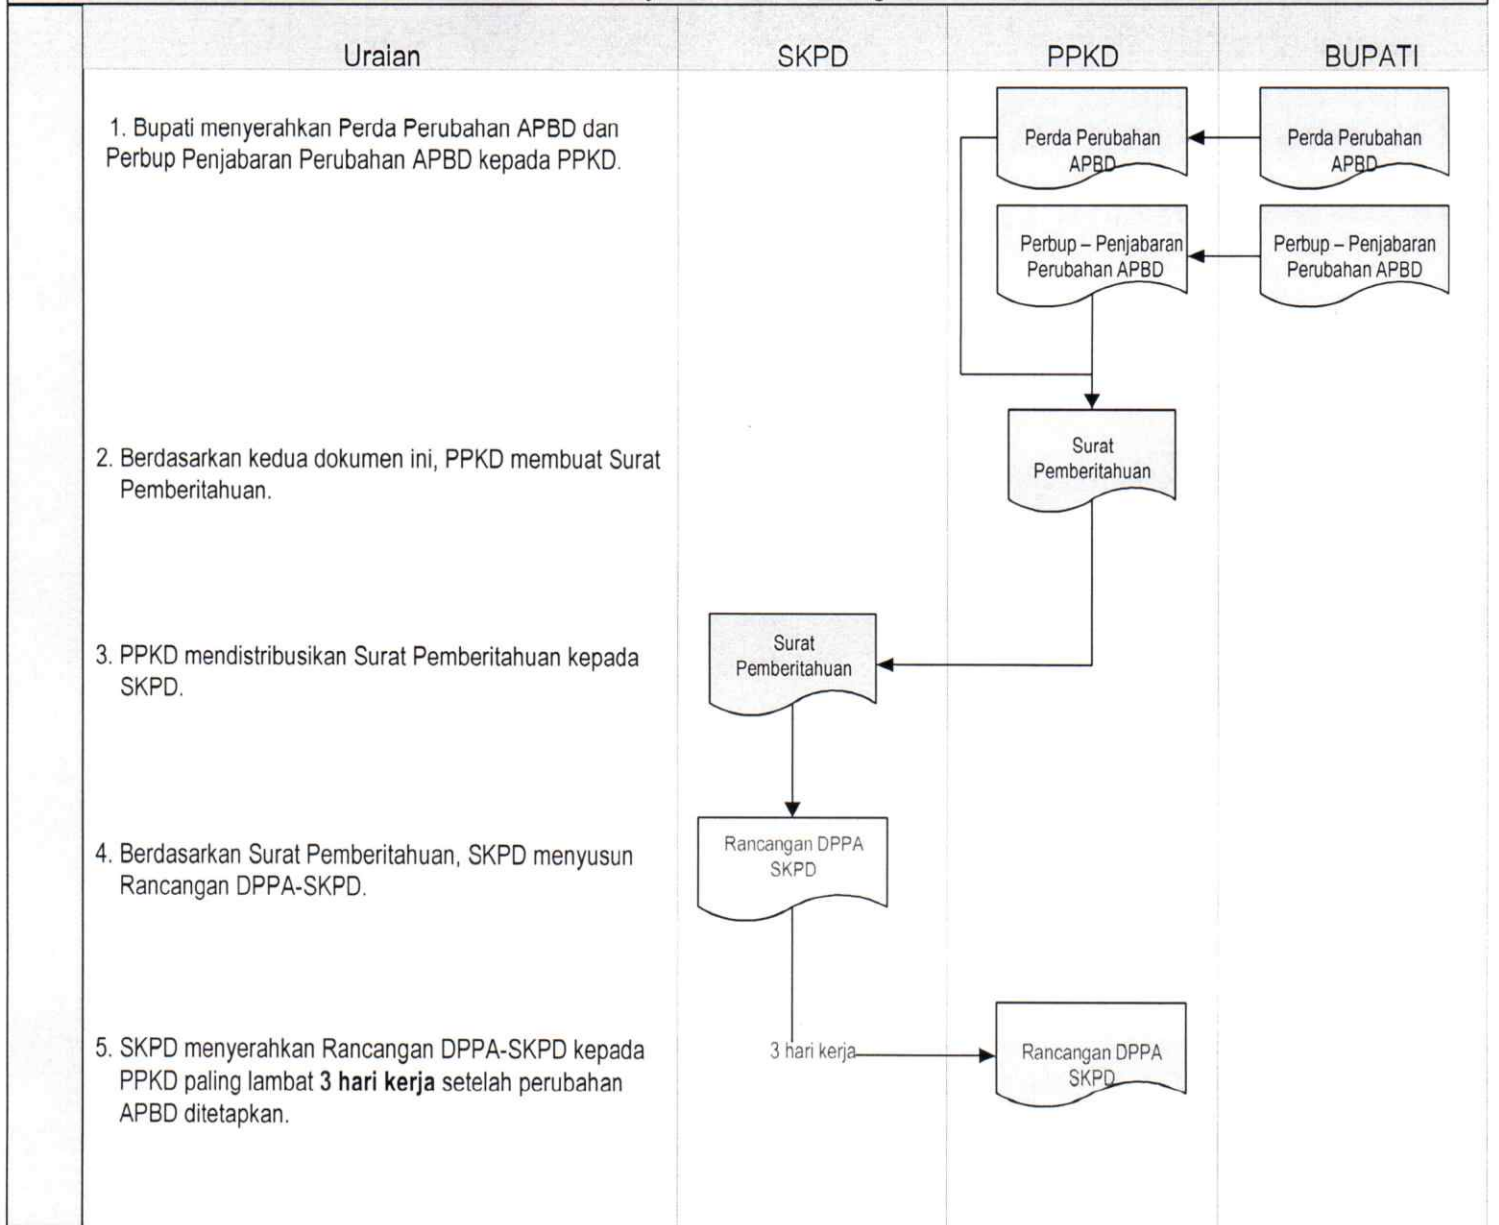 Uraian
SKPD
PPKD
BUPATI
1. Bupati menyerahkan Perda Perubahan APBD dan
Perbup Penjabaran Perubahan APBD kepada PPKD.
Perda Perubahan
APBD
Perda Perubahan
APBD
Perbup – Penjabaran
Perubahan APBD
Perbup – Penjabaran
Perubahan APBD
2. Berdasarkan kedua dokumen ini, PPKD membuat Surat
Pemberitahuan.
Surat
Pemberitahuan
3. PPKD mendistribusikan Surat Pemberitahuan kepada
SKPD.
Surat
Pemberitahuan
4. Berdasarkan Surat Pemberitahuan, SKPD menyusun
Rancangan DPPA-SKPD.
Rancangan DPPA
SKPD
5. SKPD menyerahkan Rancangan DPPA-SKPD kepada
PPKD paling lambat 3 hari kerja setelah perubahan
APBD ditetapkan.
3 hari kerja
Rancangan DPPA
SKPD